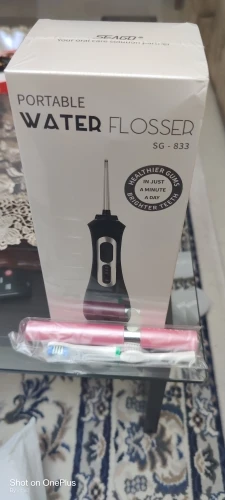 SEAGO®
PORTABLE
WATER FLOSSER
SG - 833
HEALTHIER GUMS
IN JUST
A MINUTE
A DAY
BRIGHTER TEETH
Shot on OnePlus